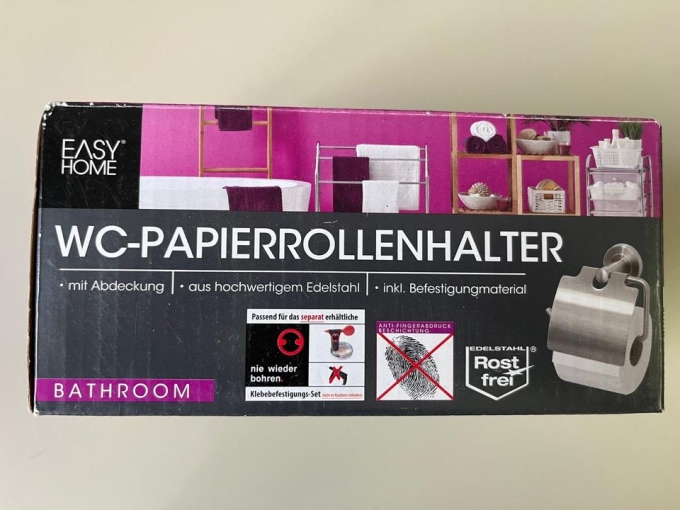 EASY®
HOME
WC-PAPIERROLLENHALTER
· mit Abdeckung | · aus hochwertigem Edelstahl | · inkl. Befestigungmaterial
Passend für das separat erhältliche
nie wieder
bohren.
Klebebefestigungs-Set
ANTI-FINGERABDRUCK
BESCHICHTUNG
EDELSTAHL®
Rost
frei
BATHROOM